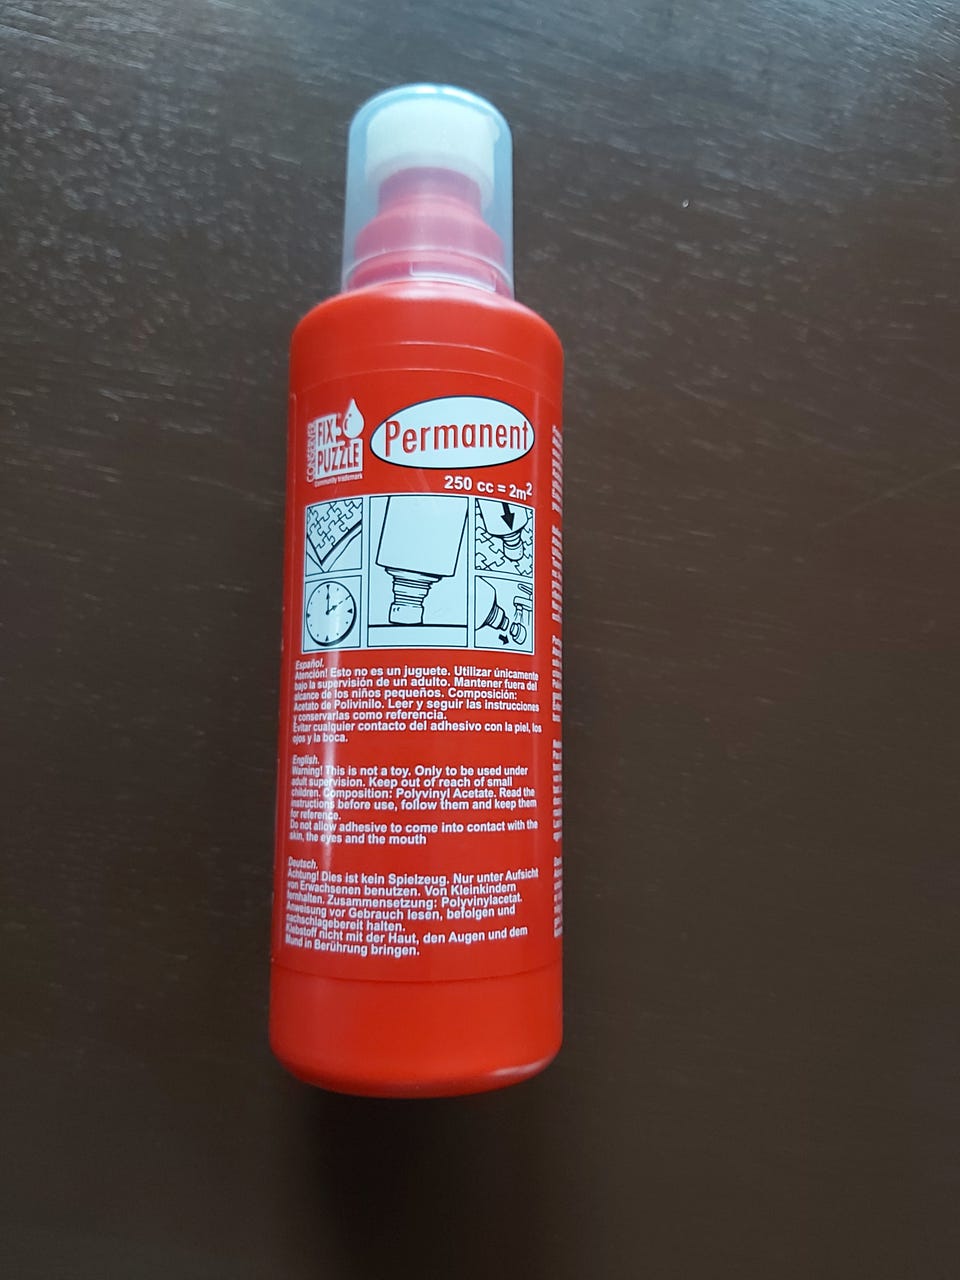 CONSERVER
FIX
PUZZLE
Community trademark
Permanent
250 cc = 2m²
Español.
Atención! Esto no es un juguete. Utilizar únicamente
bajo la supervisión de un adulto. Mantener fuera del
alcance de los niños pequeños. Composición:
Acetato de Polivinilo. Leer y seguir las instrucciones
y conservarlas como referencia.
Evitar cualquier contacto del adhesivo con la piel, los
ojos y la boca.
English.
Warning! This is not a toy. Only to be used under
adult supervision. Keep out of reach of small
children. Composition: Polyvinyl Acetate. Read the
instructions before use, follow them and keep them
for reference.
Do not allow adhesive to come into contact with the
skin, the eyes and the mouth
Deutsch.
Achtung! Dies ist kein Spielzeug. Nur unter Aufsicht
von Erwachsenen benutzen. Von Kleinkindern
fernhalten. Zusammensetzung: Polyvinylacetat.
Anweisung vor Gebrauch lesen, befolgen und
nachschlagebereit halten.
Klebstoff nicht mit der Haut, den Augen und dem
Mund in Berührung bringen.